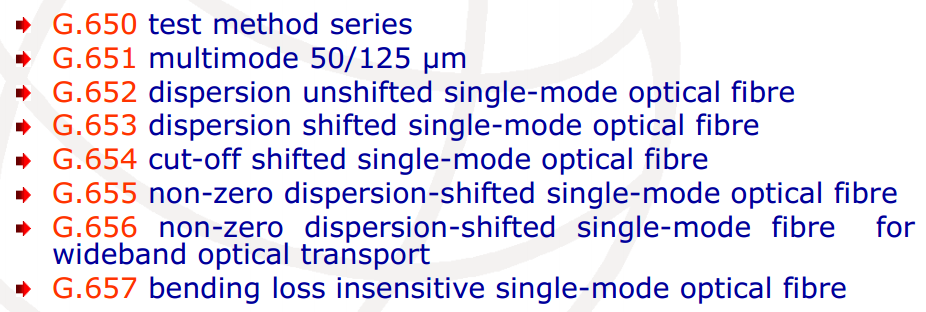 G.650 test method series
G.651 multimode 50/125 µm
G.652 dispersion unshifted single-mode optical fibre
G.653 dispersion shifted single-mode optical fibre
G.654 cut-off shifted single-mode optical fibre
G.655 non-zero dispersion-shifted single-mode optical fibre
G.656 non-zero dispersion-shifted single-mode fibre for
wideband optical transport
G.657 bending loss insensitive single-mode optical fibre